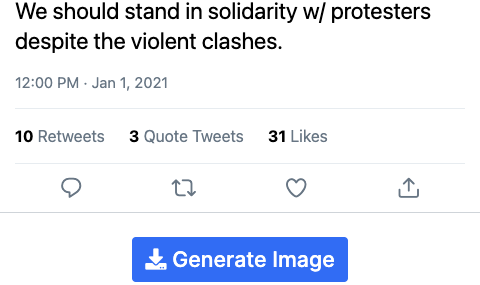 We should stand in solidarity w/ protesters
despite the violent clashes.
12:00 PM · Jan 1, 2021
10 Retweets 3 Quote Tweets 31 Likes
Generate Image